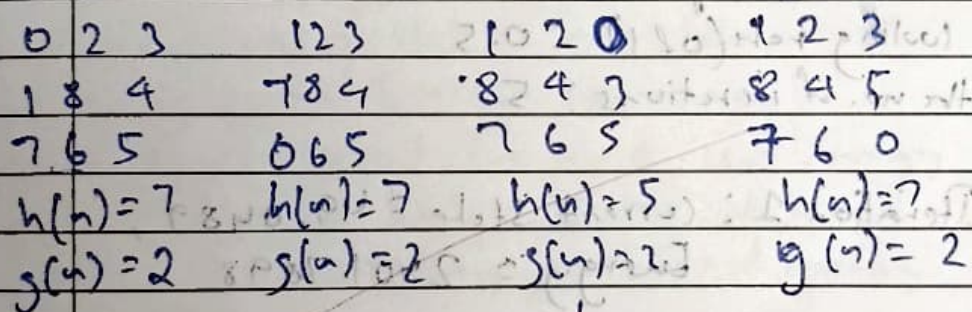 0 2 3 1 2 3 1 2 0 1 2 3
1 8 4 7 8 4 8 4 3 8 4 5
7 6 5 0 6 5 7 6 5 7 6 0
h(n) = 7 h(n) = 7 h(n) = 5 h(n) = 7
g(n) = 2 g(n) = 2 g(n) = 2 g(n) = 2